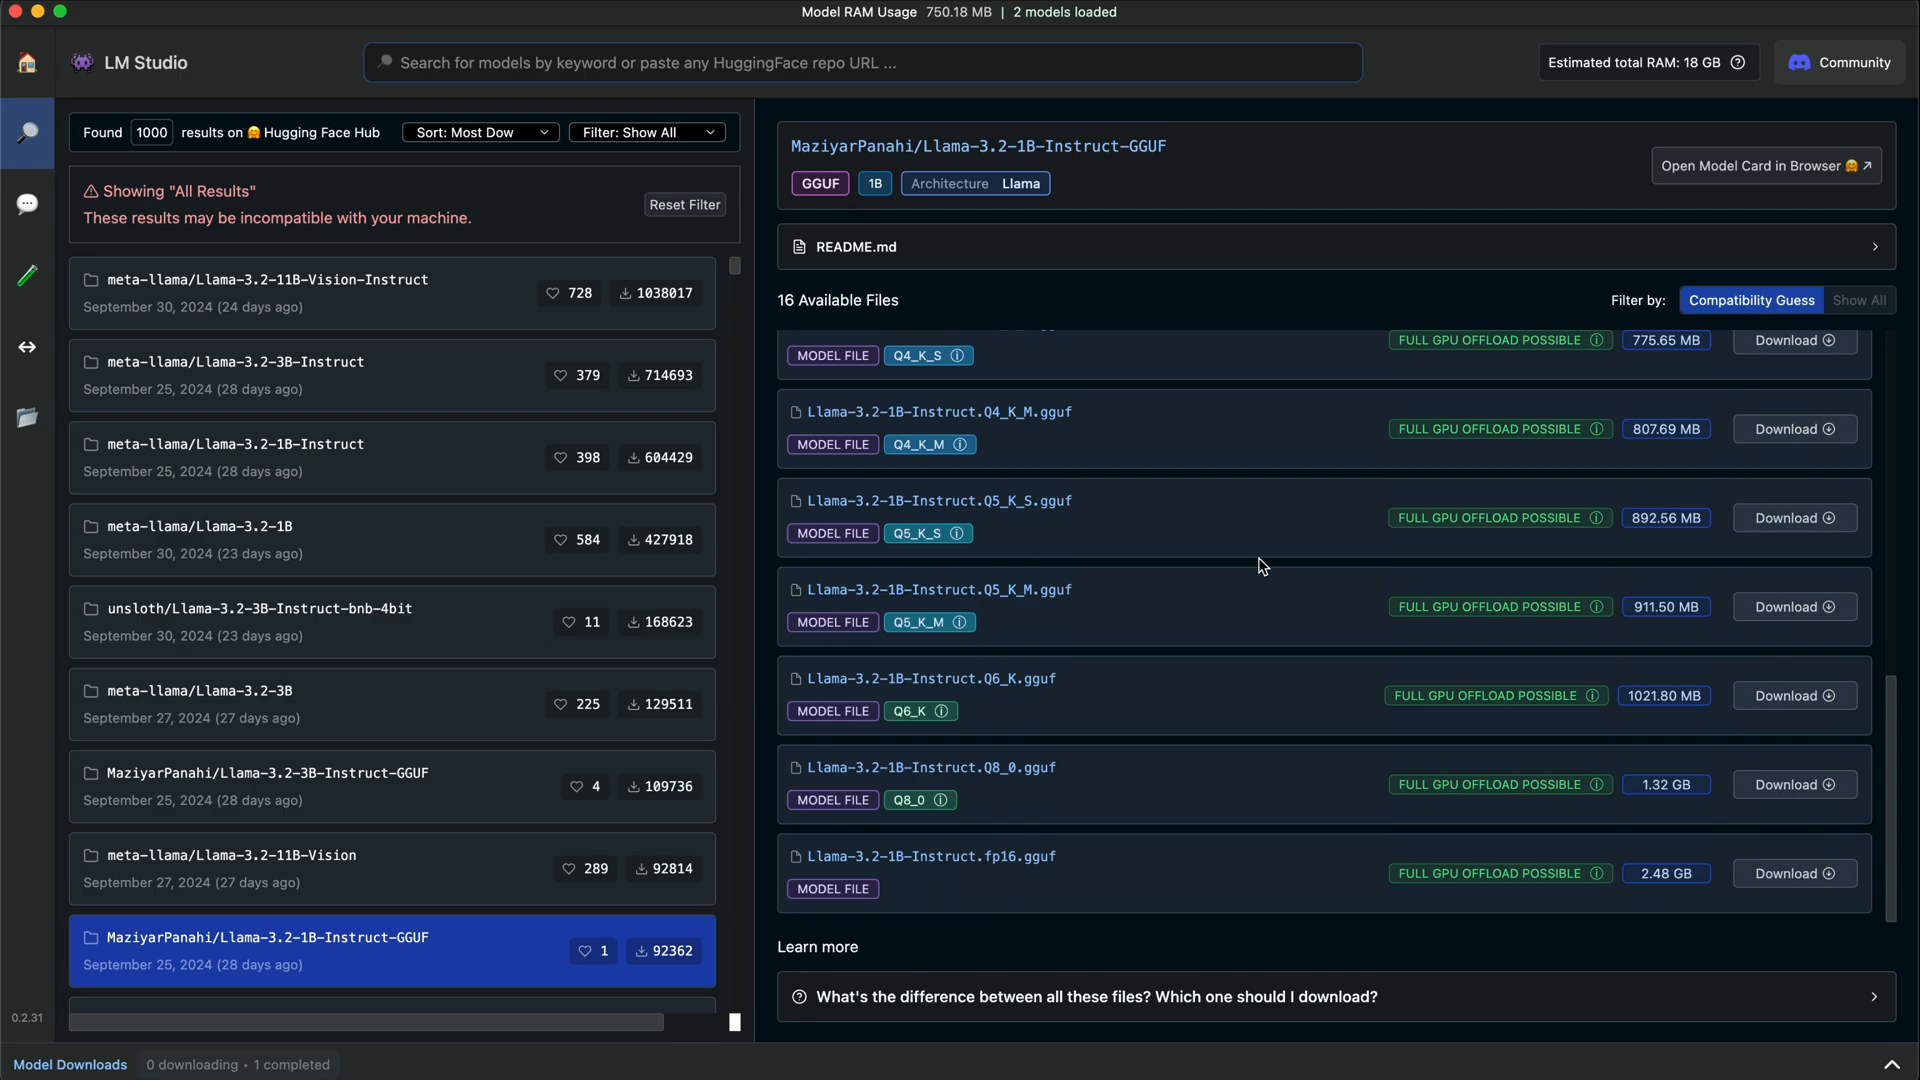 Model RAM Usage 750.18 MB | 2 models loaded
LM Studio
Search for models by keyword or paste any HuggingFace repo URL ...
Estimated total RAM: 18 GB
Community
Found 1000 results on 🤗 Hugging Face Hub
Sort: Most Dow
Filter: Show All
Showing "All Results"
These results may be incompatible with your machine.
Reset Filter
meta-llama/Llama-3.2-11B-Vision-Instruct
September 30, 2024 (24 days ago)
728 1038017
meta-llama/Llama-3.2-3B-Instruct
September 25, 2024 (28 days ago)
379 714693
meta-llama/Llama-3.2-1B-Instruct
September 25, 2024 (28 days ago)
398 604429
meta-llama/Llama-3.2-1B
September 30, 2024 (23 days ago)
584 427918
unsloth/Llama-3.2-3B-Instruct-bnb-4bit
September 30, 2024 (23 days ago)
11 168623
meta-llama/Llama-3.2-3B
September 27, 2024 (27 days ago)
225 129511
MaziyarPanahi/Llama-3.2-3B-Instruct-GGUF
September 25, 2024 (28 days ago)
4 109736
meta-llama/Llama-3.2-11B-Vision
September 27, 2024 (27 days ago)
289 92814
MaziyarPanahi/Llama-3.2-1B-Instruct-GGUF
September 25, 2024 (28 days ago)
1 92362
0.2.31
MaziyarPanahi/Llama-3.2-1B-Instruct-GGUF
GGUF 1B Architecture Llama
Open Model Card in Browser 🤗 ↗
README.md
16 Available Files
Filter by: Compatibility Guess Show All
MODEL FILE Q4_K_S
FULL GPU OFFLOAD POSSIBLE 775.65 MB Download
Llama-3.2-1B-Instruct.Q4_K_M.gguf
MODEL FILE Q4_K_M
FULL GPU OFFLOAD POSSIBLE 807.69 MB Download
Llama-3.2-1B-Instruct.Q5_K_S.gguf
MODEL FILE Q5_K_S
FULL GPU OFFLOAD POSSIBLE 892.56 MB Download
Llama-3.2-1B-Instruct.Q5_K_M.gguf
MODEL FILE Q5_K_M
FULL GPU OFFLOAD POSSIBLE 911.50 MB Download
Llama-3.2-1B-Instruct.Q6_K.gguf
MODEL FILE Q6_K
FULL GPU OFFLOAD POSSIBLE 1021.80 MB Download
Llama-3.2-1B-Instruct.Q8_0.gguf
MODEL FILE Q8_0
FULL GPU OFFLOAD POSSIBLE 1.32 GB Download
Llama-3.2-1B-Instruct.fp16.gguf
MODEL FILE
FULL GPU OFFLOAD POSSIBLE 2.48 GB Download
Learn more
What's the difference between all these files? Which one should I download?
Model Downloads 0 downloading • 1 completed